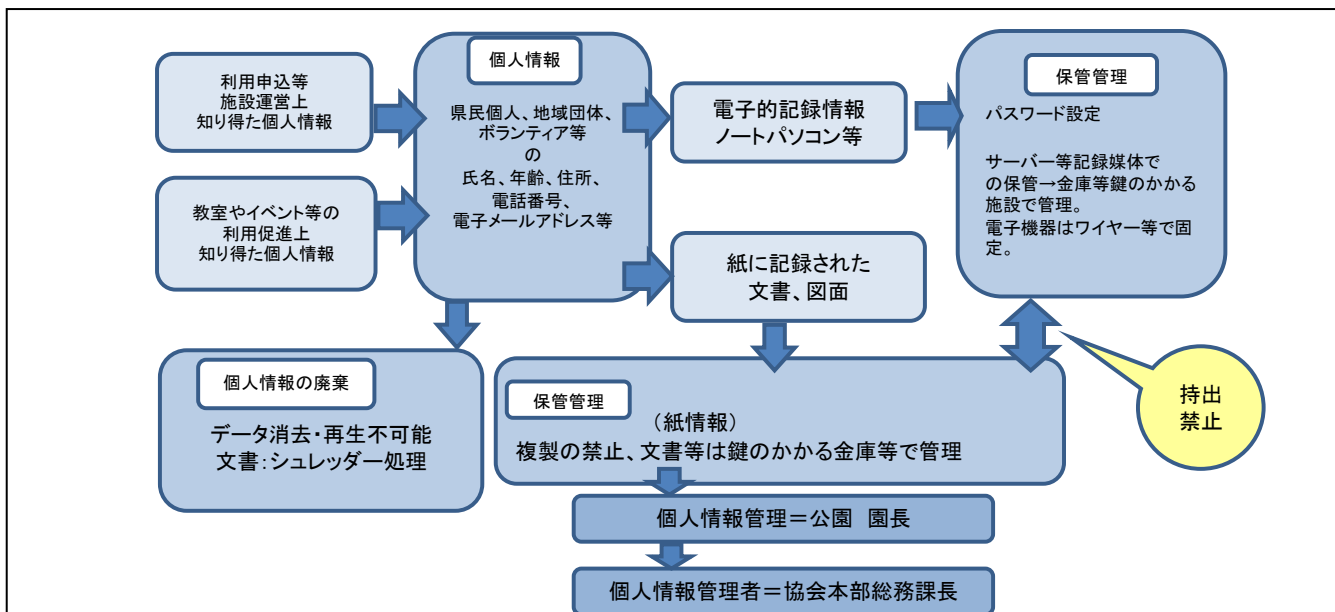 利用申込等
施設運営上
知り得た個人情報
教室やイベント等の
利用促進上
知り得た個人情報
個人情報
県民個人、地域団体、
ボランティア等
の
氏名、年齢、住所、
電話番号、
電子メールアドレス等
電子的記録情報
ノートパソコン等
紙に記録された
文書、図面
保管管理
パスワード設定
サーバー等記録媒体で
の保管→金庫等鍵のかかる
施設で管理。
電子機器はワイヤー等で固
定。
持出
禁止
個人情報の廃棄
データ消去・再生不可能
文書：シュレッダー処理
保管管理
（紙情報）
複製の禁止、文書等は鍵のかかる金庫等で管理
個人情報管理＝公園　園長
個人情報管理者＝協会本部総務課長